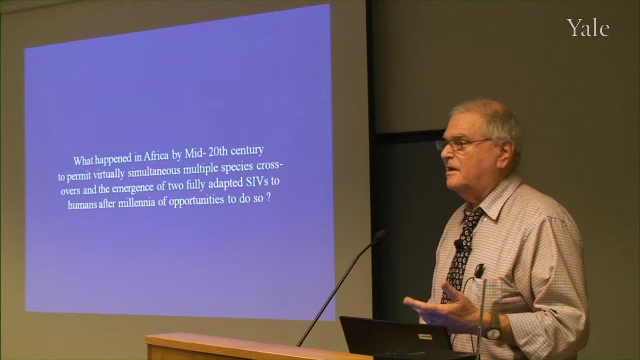 Yale
What happened in Africa by Mid- 20th century
to permit virtually simultaneous multiple species cross-
overs and the emergence of two fully adapted SIVs to
humans after millennia of opportunities to do so ?